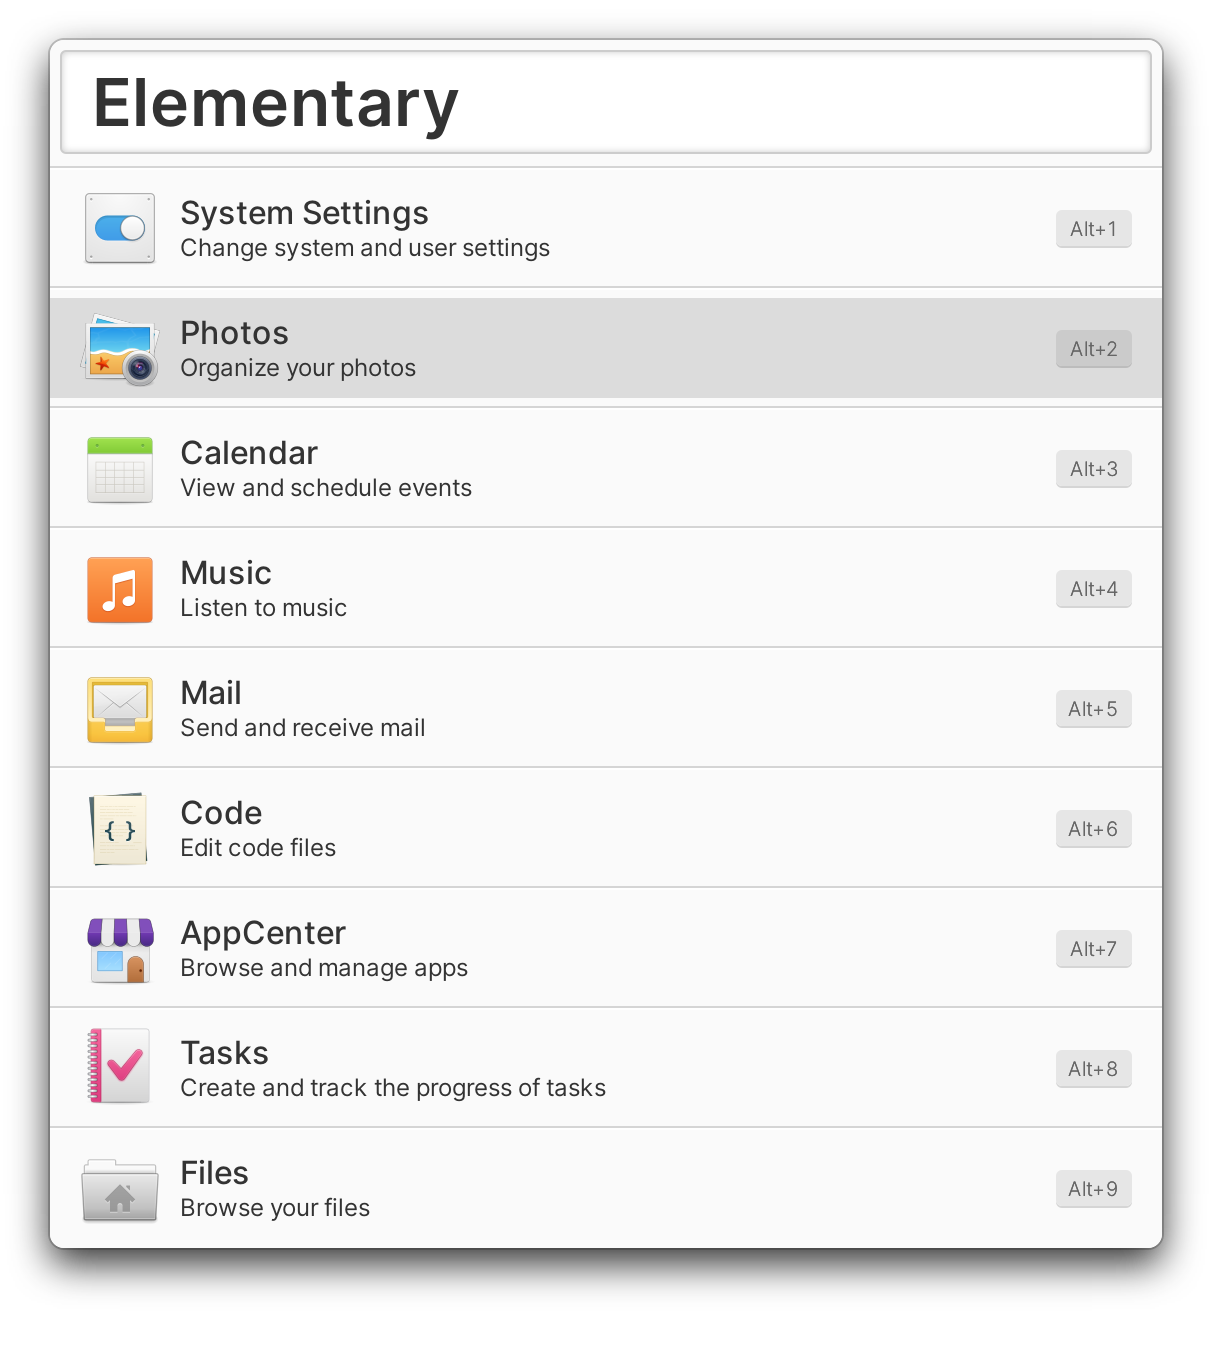 Elementary
System Settings
Change system and user settings
Alt+1
Photos
Organize your photos
Alt+2
Calendar
View and schedule events
Alt+3
Music
Listen to music
Alt+4
Mail
Send and receive mail
Alt+5
{ }
Code
Edit code files
Alt+6
AppCenter
Browse and manage apps
Alt+7
Tasks
Create and track the progress of tasks
Alt+8
Files
Browse your files
Alt+9